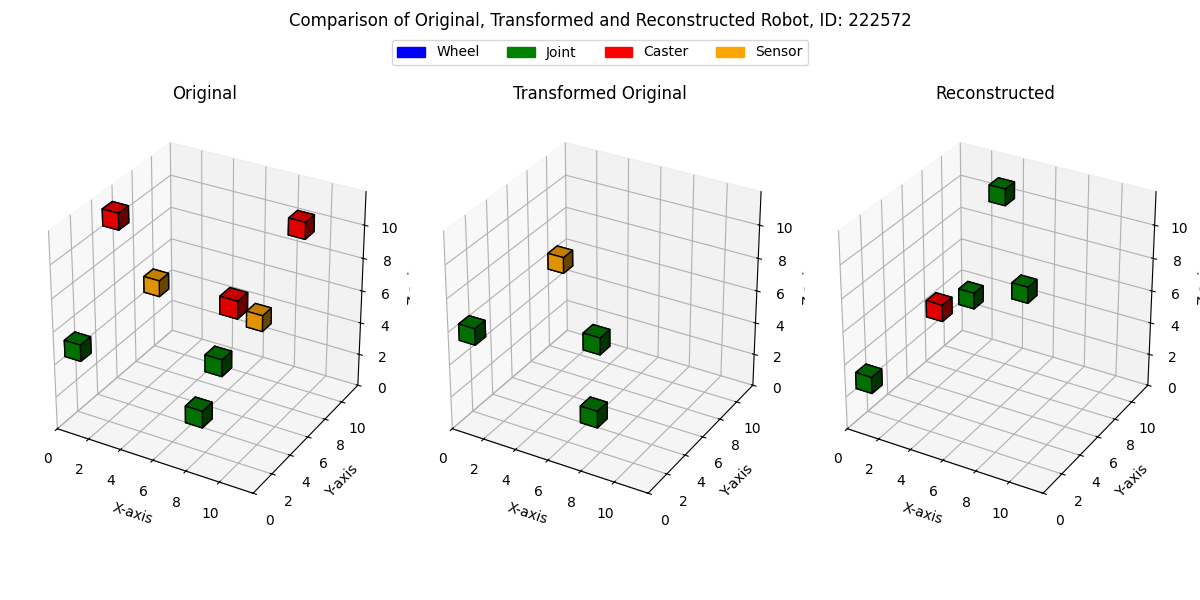 Comparison of Original, Transformed and Reconstructed Robot, ID: 222572
Wheel Joint Caster Sensor
Original
Transformed Original
Reconstructed
0 2 4 6 8 10
X-axis
0 2 4 6 8 10
Y-axis
0 2 4 6 8 10
0 2 4 6 8 10
X-axis
0 2 4 6 8 10
Y-axis
0 2 4 6 8 10
0 2 4 6 8 10
X-axis
0 2 4 6 8 10
Y-axis
0 2 4 6 8 10